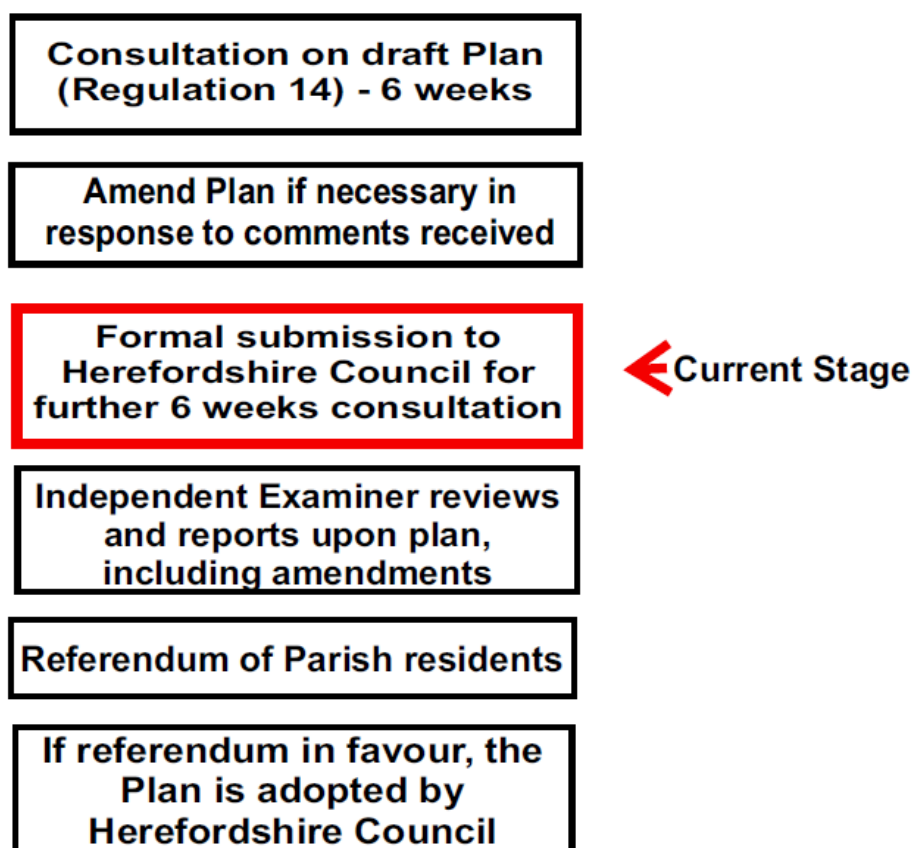 Consultation on draft Plan
(Regulation 14) - 6 weeks
Amend Plan if necessary in
response to comments received
Formal submission to
Herefordshire Council for
further 6 weeks consultation
Current Stage
Independent Examiner reviews
and reports upon plan,
including amendments
Referendum of Parish residents
If referendum in favour, the
Plan is adopted by
Herefordshire Council